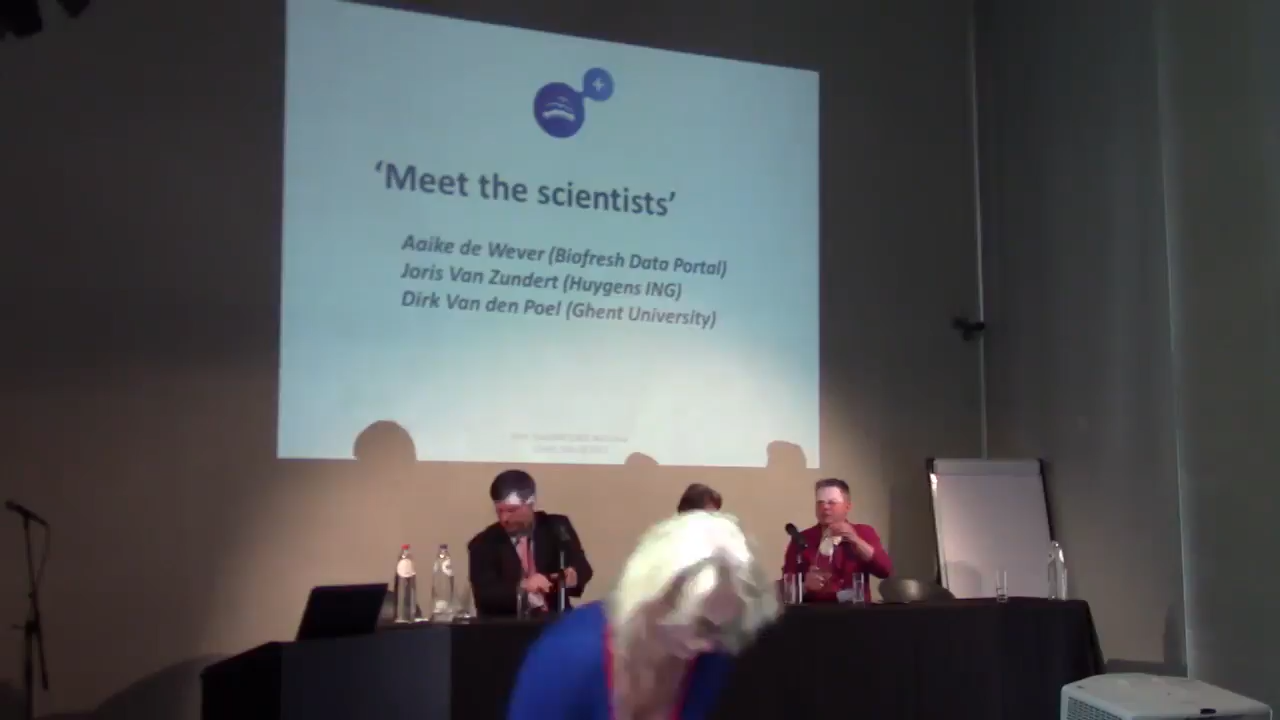 ‘Meet the scientists’
Aaike de Wever (Biofresh Data Portal)
Joris Van Zundert (Huygens ING)
Dirk Van den Poel (Ghent University)